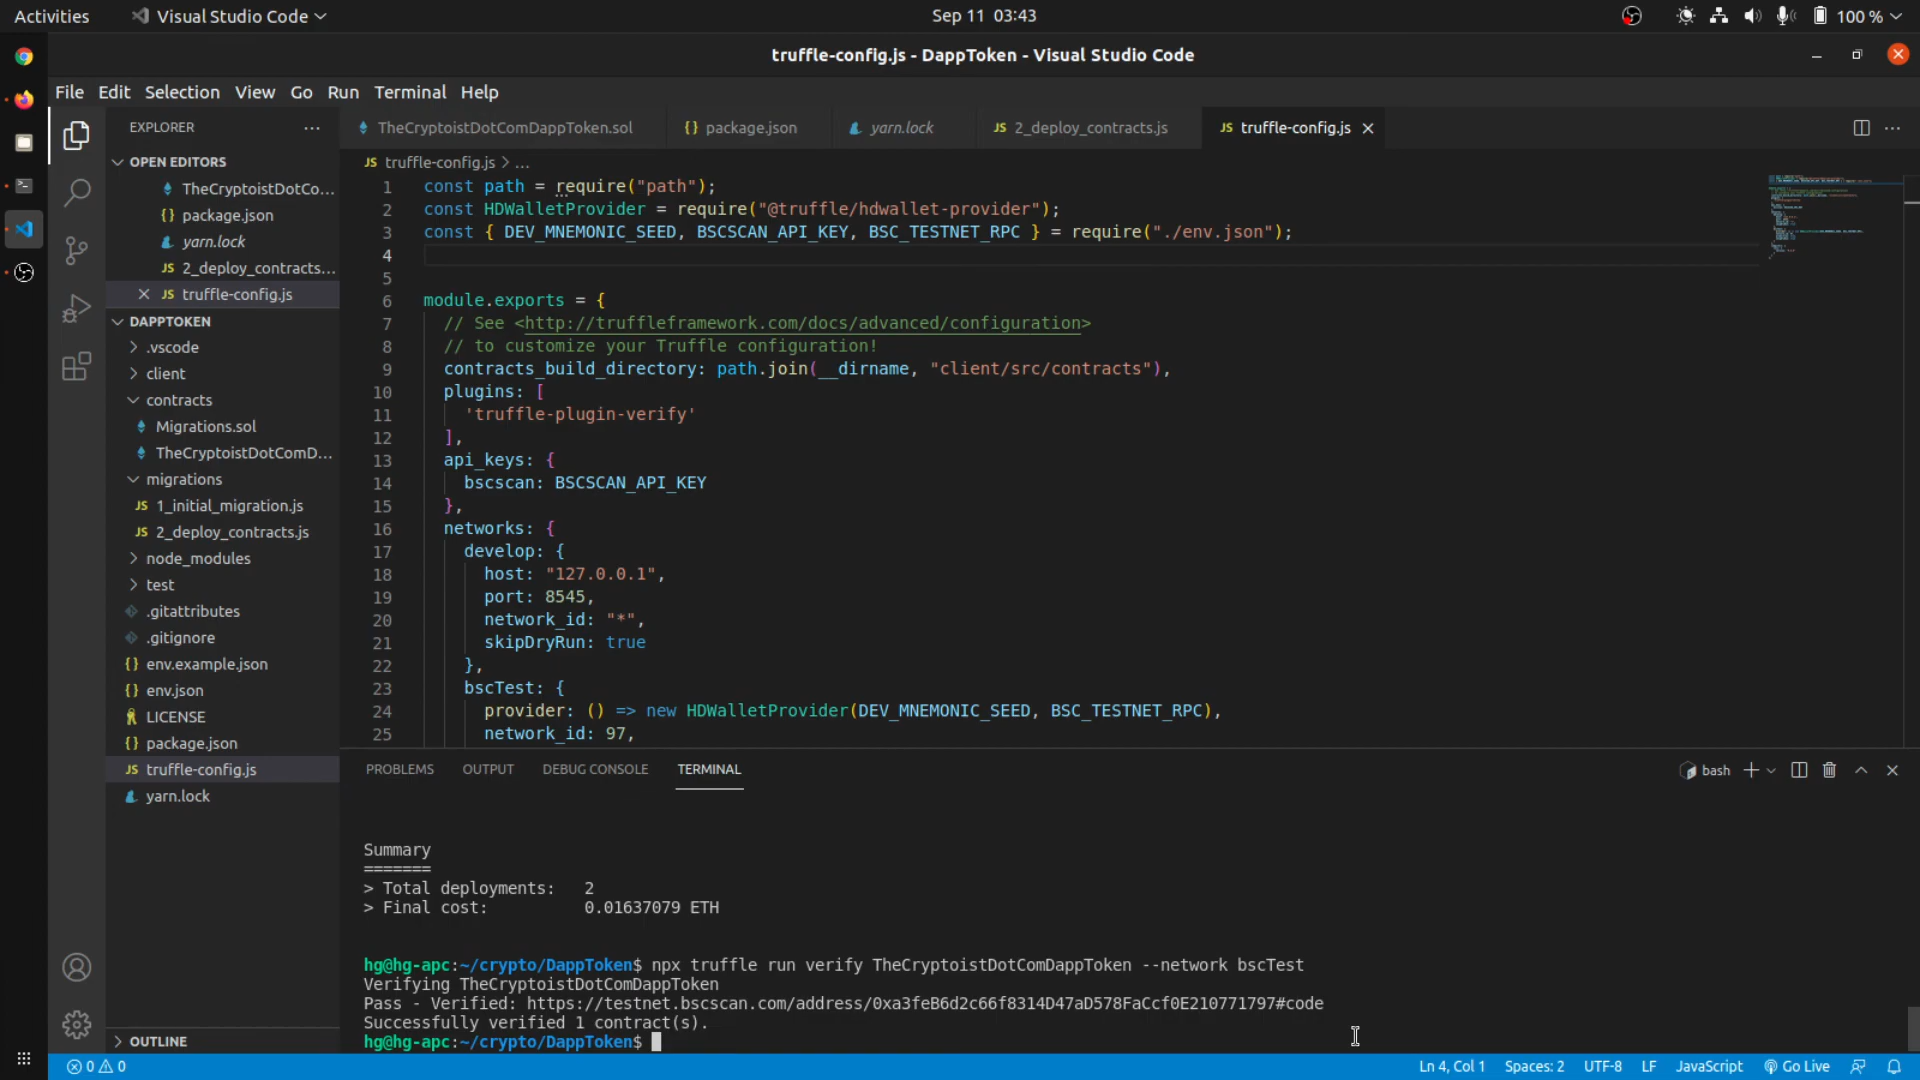 Activities
Visual Studio Code
Sep 11 03:43
100 %
truffle-config.js - DappToken - Visual Studio Code
File Edit Selection View Go Run Terminal Help
EXPLORER
OPEN EDITORS
TheCryptoistDotCo...
package.json
yarn.lock
2_deploy_contracts...
truffle-config.js
DAPPTOKEN
.vscode
client
contracts
Migrations.sol
TheCryptoistDotComD...
migrations
1_initial_migration.js
2_deploy_contracts.js
node_modules
test
.gitattributes
.gitignore
env.example.json
env.json
LICENSE
package.json
truffle-config.js
yarn.lock
OUTLINE
TheCryptoistDotComDappToken.sol
package.json
yarn.lock
2_deploy_contracts.js
truffle-config.js
truffle-config.js > ...
1 const path = require("path");
2 const HDWalletProvider = require("@truffle/hdwallet-provider");
3 const { DEV_MNEMONIC_SEED, BSCSCAN_API_KEY, BSC_TESTNET_RPC } = require("./env.json");
4
5
6 module.exports = {
7 // See <http://truffleframework.com/docs/advanced/configuration>
8 // to customize your Truffle configuration!
9 contracts_build_directory: path.join(__dirname, "client/src/contracts"),
10 plugins: [
11 'truffle-plugin-verify'
12 ],
13 api_keys: {
14 bscscan: BSCSCAN_API_KEY
15 },
16 networks: {
17 develop: {
18 host: "127.0.0.1",
19 port: 8545,
20 network_id: "*",
21 skipDryRun: true
22 },
23 bscTest: {
24 provider: () => new HDWalletProvider(DEV_MNEMONIC_SEED, BSC_TESTNET_RPC),
25 network_id: 97,
PROBLEMS OUTPUT DEBUG CONSOLE TERMINAL
bash
Summary
=======
> Total deployments: 2
> Final cost: 0.01637079 ETH
hg@hg-apc:~/crypto/DappToken$ npx truffle run verify TheCryptoistDotComDappToken --network bscTest
Verifying TheCryptoistDotComDappToken
Pass - Verified: https://testnet.bscscan.com/address/0xa3feB6d2c66f8314D47aD578FaCcf0E210771797#code
Successfully verified 1 contract(s).
hg@hg-apc:~/crypto/DappToken$
0 0
Ln 4, Col 1 Spaces: 2 UTF-8 LF JavaScript Go Live